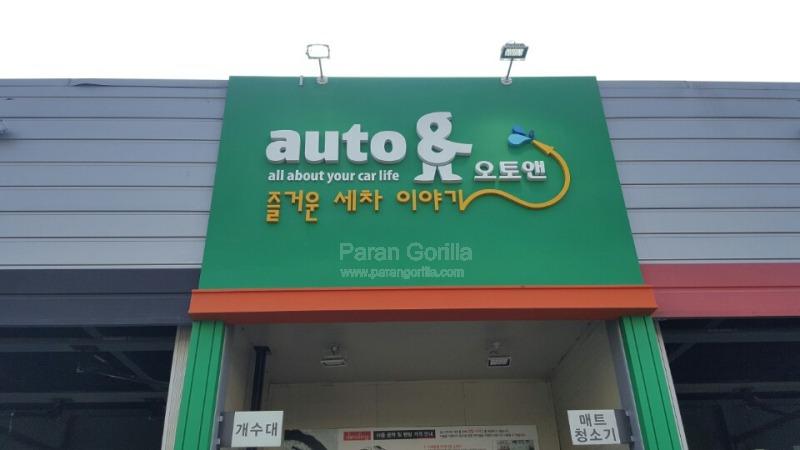 auto &
all about your car life
오토앤
즐거운 세차 이야기
Paran Gorilla
www.parangorilla.com
개수대
매트
청소기